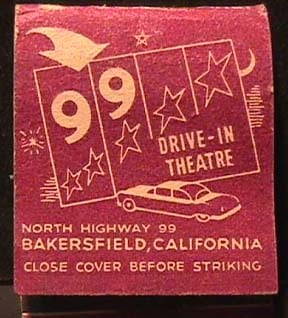 99
DRIVE-IN
THEATRE
NORTH HIGHWAY 99
BAKERSFIELD, CALIFORNIA
CLOSE COVER BEFORE STRIKING